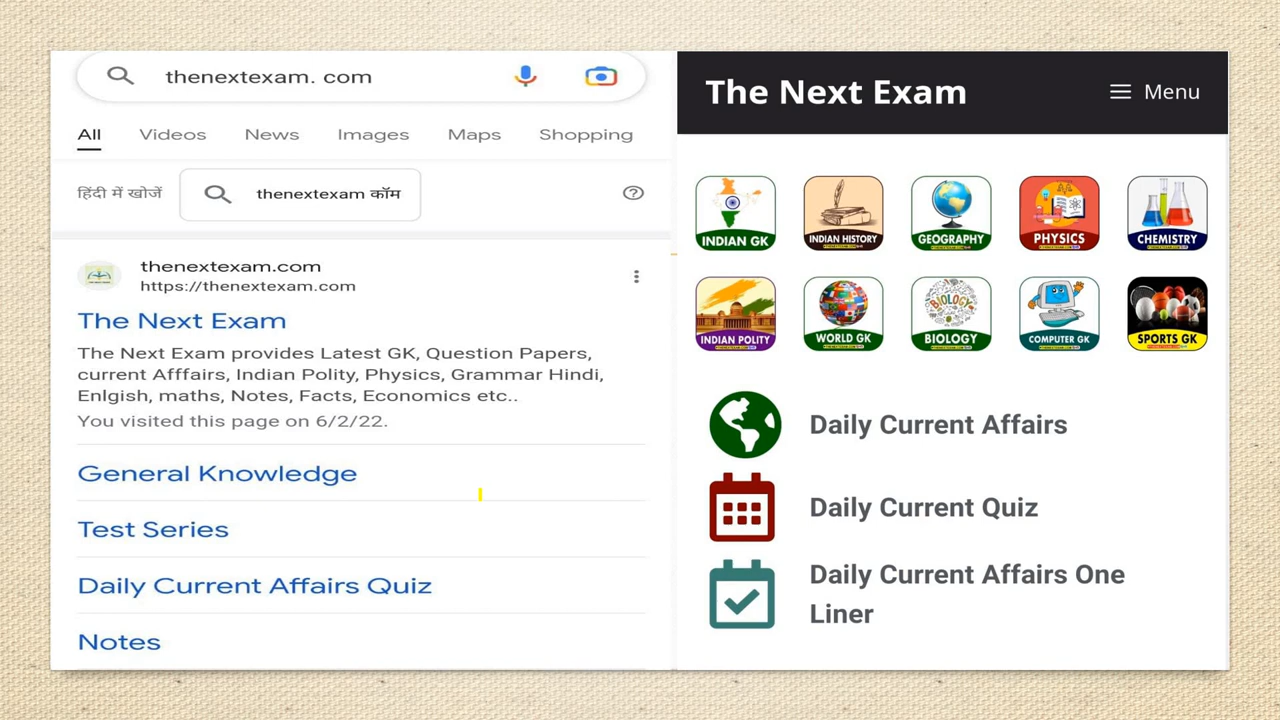 thenextexam. com
All Videos News Images Maps Shopping
हिंदी में खोजें thenextexam कॉम
thenextexam.com
https://thenextexam.com
The Next Exam
The Next Exam provides Latest GK, Question Papers,
current Afffairs, Indian Polity, Physics, Grammar Hindi,
Enlgish, maths, Notes, Facts, Economics etc..
You visited this page on 6/2/22.
General Knowledge
Test Series
Daily Current Affairs Quiz
Notes
The Next Exam Menu
INDIAN GK INDIAN HISTORY GEOGRAPHY PHYSICS CHEMISTRY
INDIAN POLITY WORLD GK BIOLOGY COMPUTER GK SPORTS GK
BIOLOGY
Daily Current Affairs
Daily Current Quiz
Daily Current Affairs One
Liner